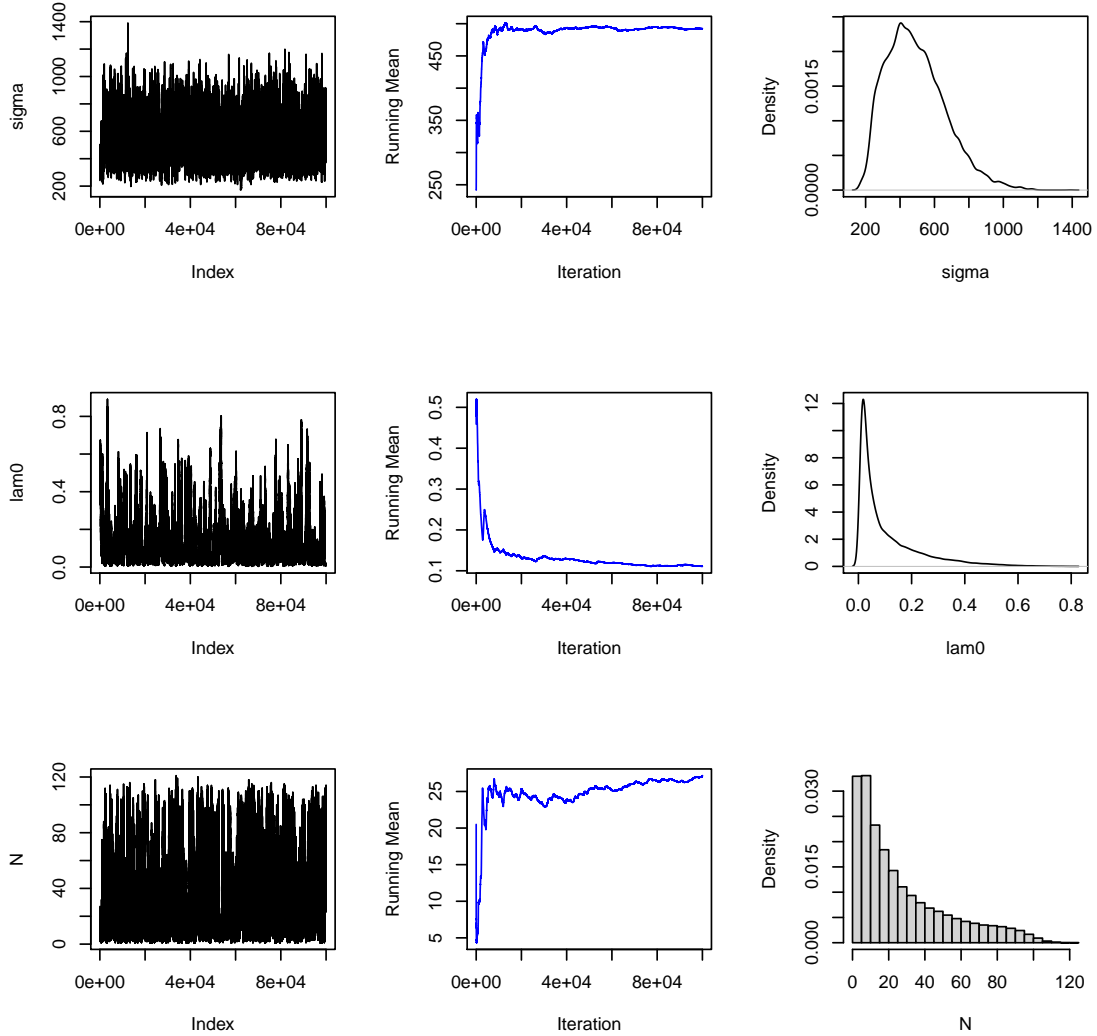 sigma
200
600
1000
1400
0e+00 4e+04 8e+04
Index
Running Mean
250
350
450
0e+00 4e+04 8e+04
Iteration
Density
0.0000
0.0015
200 600 1000 1400
sigma
lam0
0.0
0.4
0.8
0e+00 4e+04 8e+04
Index
Running Mean
0.1
0.2
0.3
0.4
0.5
0e+00 4e+04 8e+04
Iteration
Density
0
2
4
6
8
12
0.0 0.2 0.4 0.6 0.8
lam0
N
0
40
80
120
0e+00 4e+04 8e+04
Index
Running Mean
5
10
15
20
25
0e+00 4e+04 8e+04
Iteration
Density
0.000
0.015
0.030
0 20 40 60 80 120
N